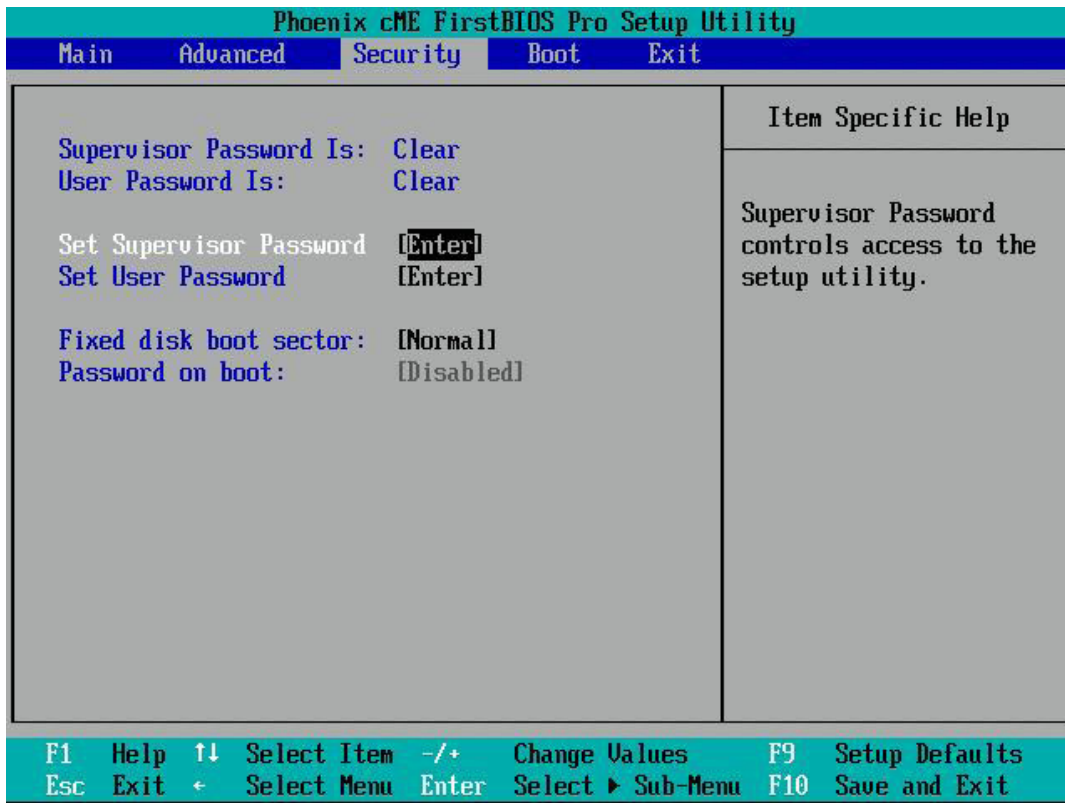 Phoenix cME FirstBIOS Pro Setup Utility
Main Advanced Security Boot Exit
Item Specific Help
Supervisor Password Is: Clear
User Password Is: Clear
Set Supervisor Password [Enter]
Set User Password [Enter]
Fixed disk boot sector: [Normal]
Password on boot: [Disabled]
Supervisor Password
controls access to the
setup utility.
F1 Help ↑↓ Select Item -/+ Change Values F9 Setup Defaults
Esc Exit ← Select Menu Enter Select ▶ Sub-Menu F10 Save and Exit